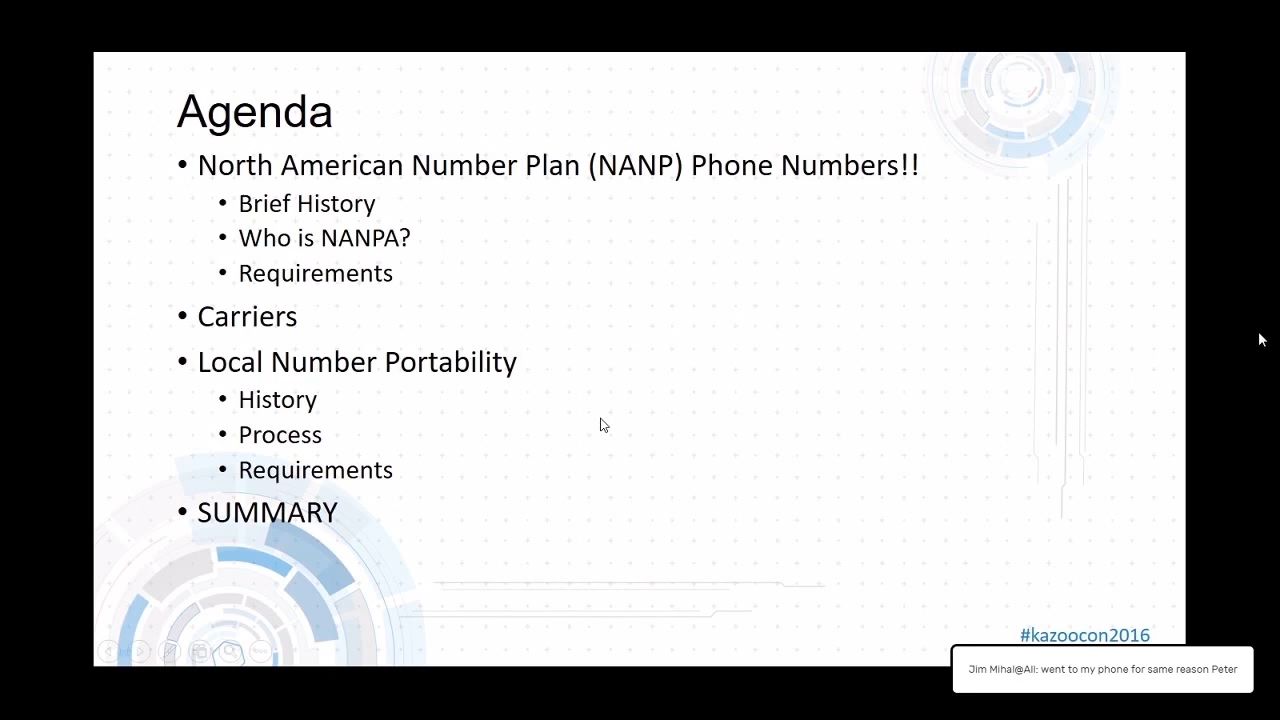 Agenda
• North American Number Plan (NANP) Phone Numbers!!
• Brief History
• Who is NANPA?
• Requirements
• Carriers
• Local Number Portability
• History
• Process
• Requirements
• SUMMARY
#kazoocon2016
Jim Mihal@All: went to my phone for same reason Peter